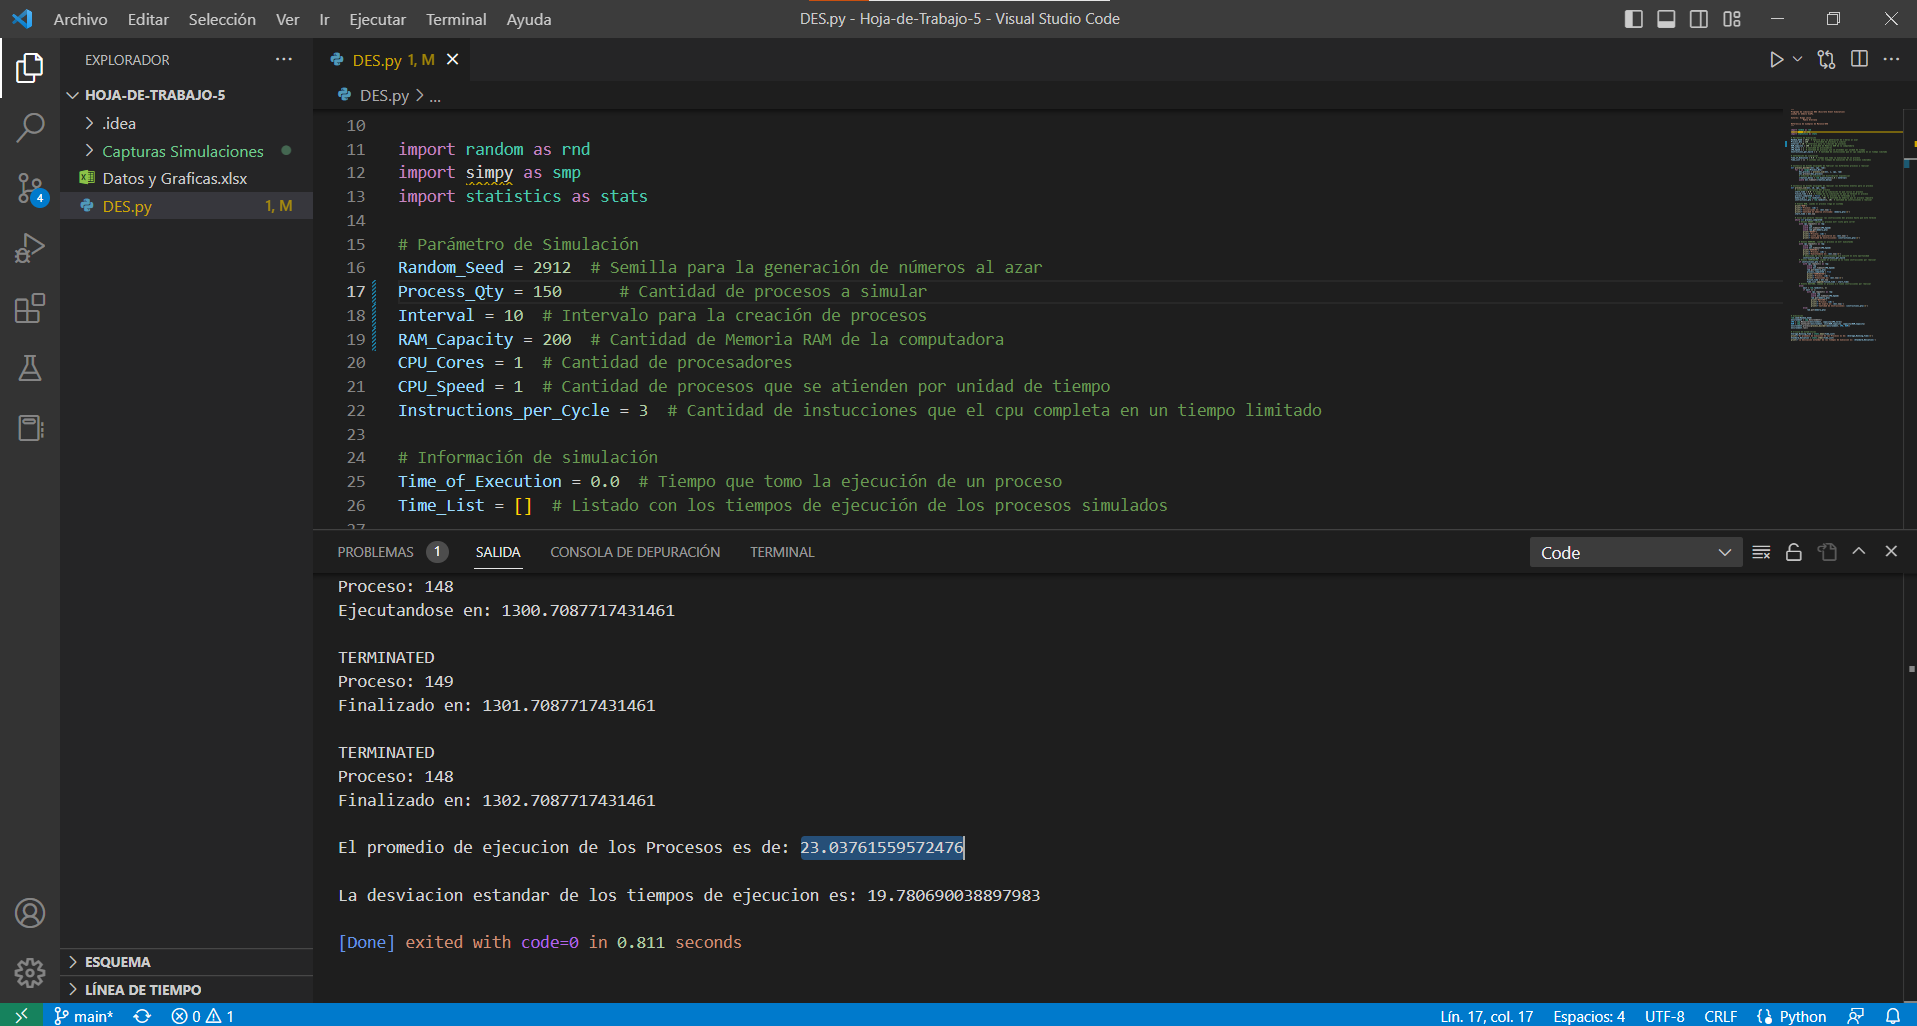 Archivo Editar Selección Ver Ir Ejecutar Terminal Ayuda
DES.py - Hoja-de-Trabajo-5 - Visual Studio Code
EXPLORADOR
HOJA-DE-TRABAJO-5
.idea
Capturas Simulaciones
Datos y Graficas.xlsx
DES.py 1, M
4
ESQUEMA
LÍNEA DE TIEMPO
DES.py 1, M
DES.py > ...
10
11 import random as rnd
12 import simpy as smp
13 import statistics as stats
14
15 # Parámetro de Simulación
16 Random_Seed = 2912  # Semilla para la generación de números al azar
17 Process_Qty = 150      # Cantidad de procesos a simular
18 Interval = 10  # Intervalo para la creación de procesos
19 RAM_Capacity = 200  # Cantidad de Memoria RAM de la computadora
20 CPU_Cores = 1  # Cantidad de procesadores
21 CPU_Speed = 1  # Cantidad de procesos que se atienden por unidad de tiempo
22 Instructions_per_Cycle = 3  # Cantidad de instucciones que el cpu completa en un tiempo limitado
23
24 # Información de simulación
25 Time_of_Execution = 0.0  # Tiempo que tomo la ejecución de un proceso
26 Time_List = []  # Listado con los tiempos de ejecución de los procesos simulados
27
PROBLEMAS 1 SALIDA CONSOLA DE DEPURACIÓN TERMINAL
Code
Proceso: 148
Ejecutandose en: 1300.7087717431461
TERMINATED
Proceso: 149
Finalizado en: 1301.7087717431461
TERMINATED
Proceso: 148
Finalizado en: 1302.7087717431461
El promedio de ejecucion de los Procesos es de: 23.03761559572476
La desviacion estandar de los tiempos de ejecucion es: 19.780690038897983
[Done] exited with code=0 in 0.811 seconds
main* 0 1
Lín. 17, col. 17 Espacios: 4 UTF-8 CRLF Python